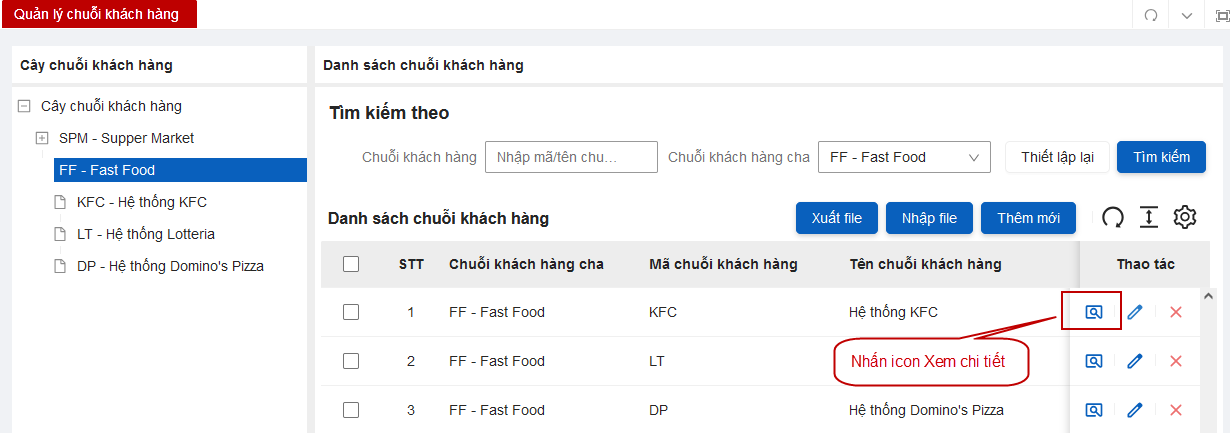 Quản lý chuỗi khách hàng
Cây chuỗi khách hàng
Cây chuỗi khách hàng
SPM - Supper Market
FF - Fast Food
KFC - Hệ thống KFC
LT - Hệ thống Lotteria
DP - Hệ thống Domino's Pizza
Danh sách chuỗi khách hàng
Tìm kiếm theo
Chuỗi khách hàng Nhập mã/tên chu... Chuỗi khách hàng cha FF - Fast Food Thiết lập lại Tìm kiếm
Danh sách chuỗi khách hàng Xuất file Nhập file Thêm mới
STT Chuỗi khách hàng cha Mã chuỗi khách hàng Tên chuỗi khách hàng Thao tác
1 FF - Fast Food KFC Hệ thống KFC
2 FF - Fast Food LT
Nhấn icon Xem chi tiết
3 FF - Fast Food DP Hệ thống Domino's Pizza